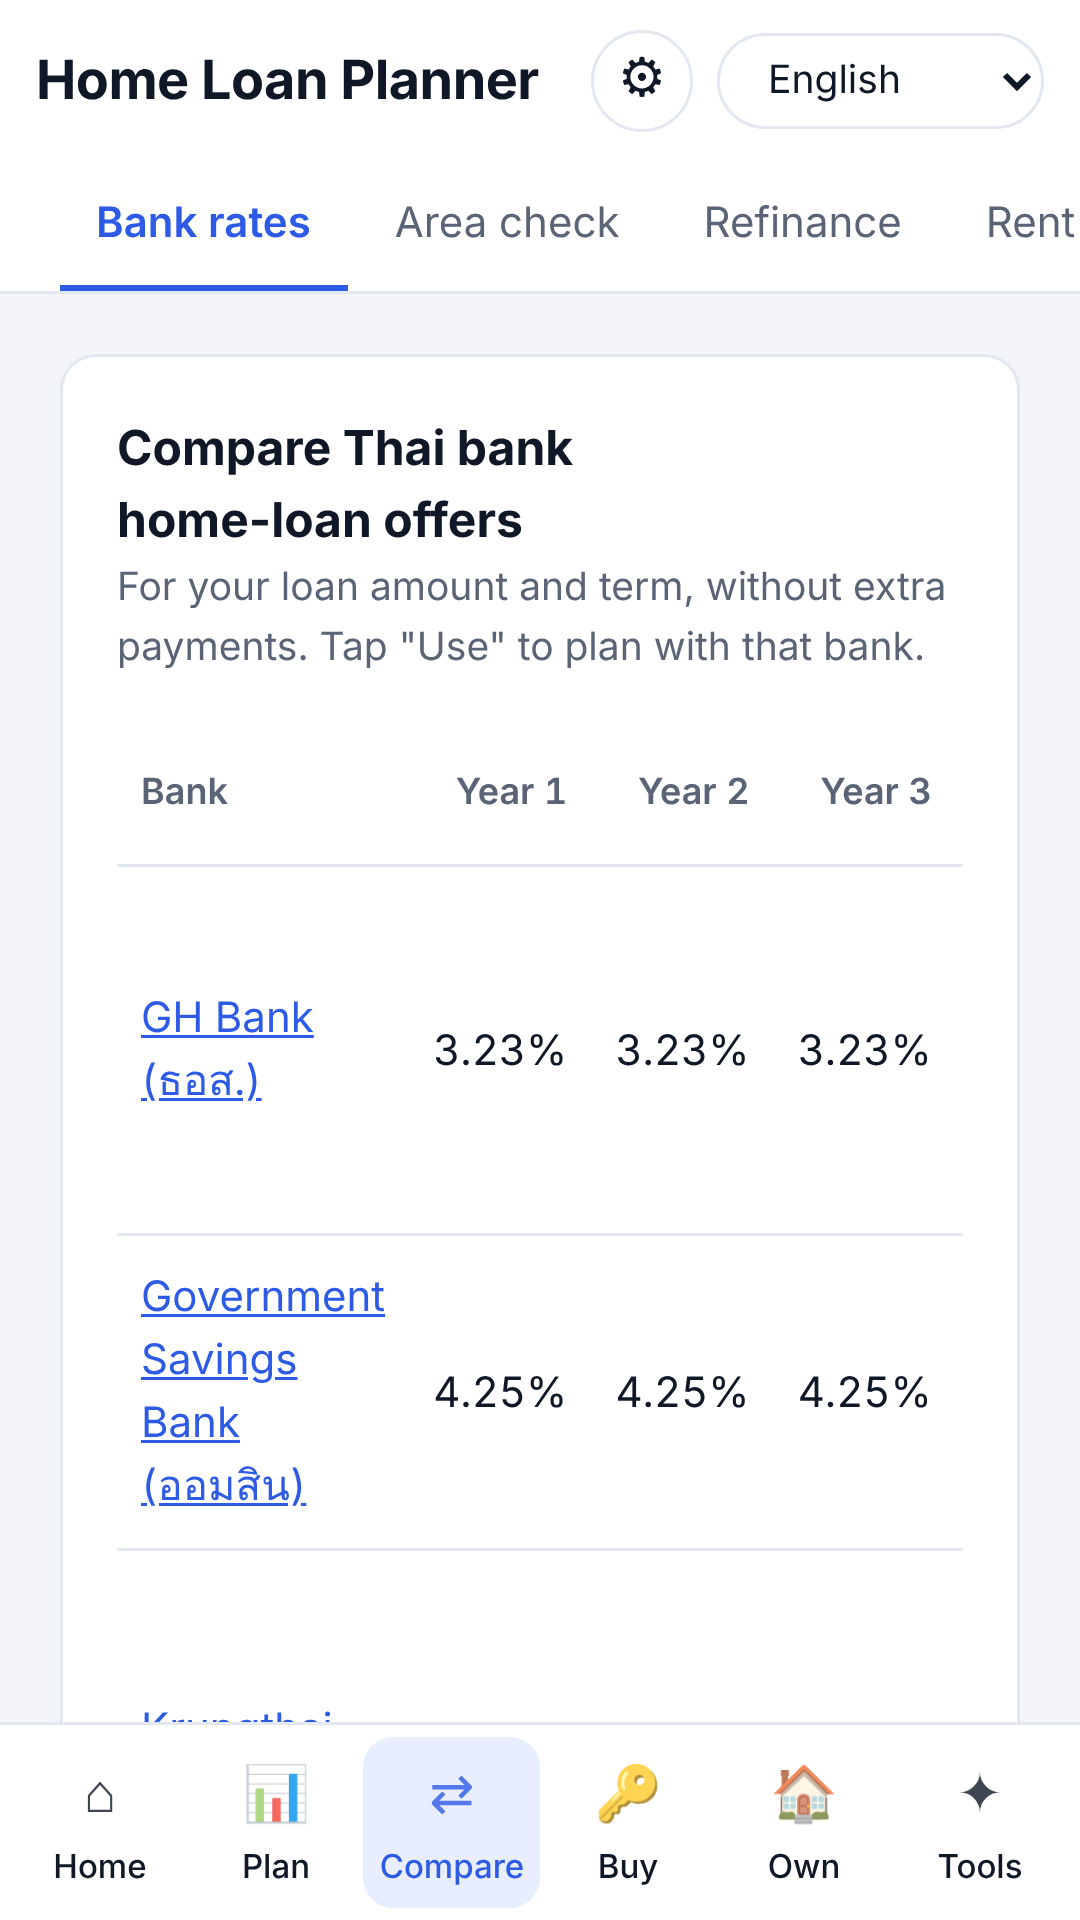 Home Loan Planner
English
Bank rates Area check Refinance Rent
Compare Thai bank
home-loan offers
For your loan amount and term, without extra
payments. Tap "Use" to plan with that bank.
Bank Year 1 Year 2 Year 3
GH Bank
(ธอส.)
3.23% 3.23% 3.23%
Government
Savings
Bank
(ออมสิน)
4.25% 4.25% 4.25%
Krungthai
Home Plan Compare Buy Own Tools